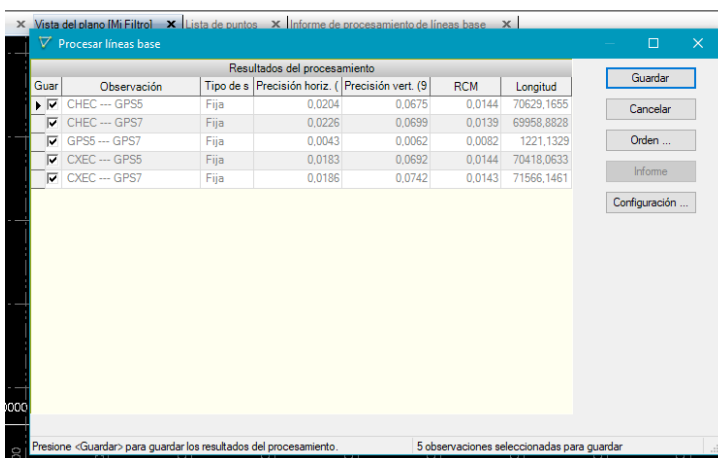 Vista del plano [Mi Filtro] Lista de puntos Informe de procesamiento de líneas base
Procesar líneas base
Resultados del procesamiento
Guar Observación Tipo de s Precisión horiz. ( Precisión vert. (9 RCM Longitud
CHEC --- GPS5 Fija 0,0204 0,0675 0,0144 70629,1655
CHEC --- GPS7 Fija 0,0226 0,0699 0,0139 69958,8828
GPS5 --- GPS7 Fija 0,0043 0,0062 0,0082 1221,1329
CXEC --- GPS5 Fija 0,0183 0,0692 0,0144 70418,0633
CXEC --- GPS7 Fija 0,0186 0,0742 0,0143 71566,1461
Guardar
Cancelar
Orden ...
Informe
Configuración ...
0000
Presione <Guardar> para guardar los resultados del procesamiento. 5 observaciones seleccionadas para guardar